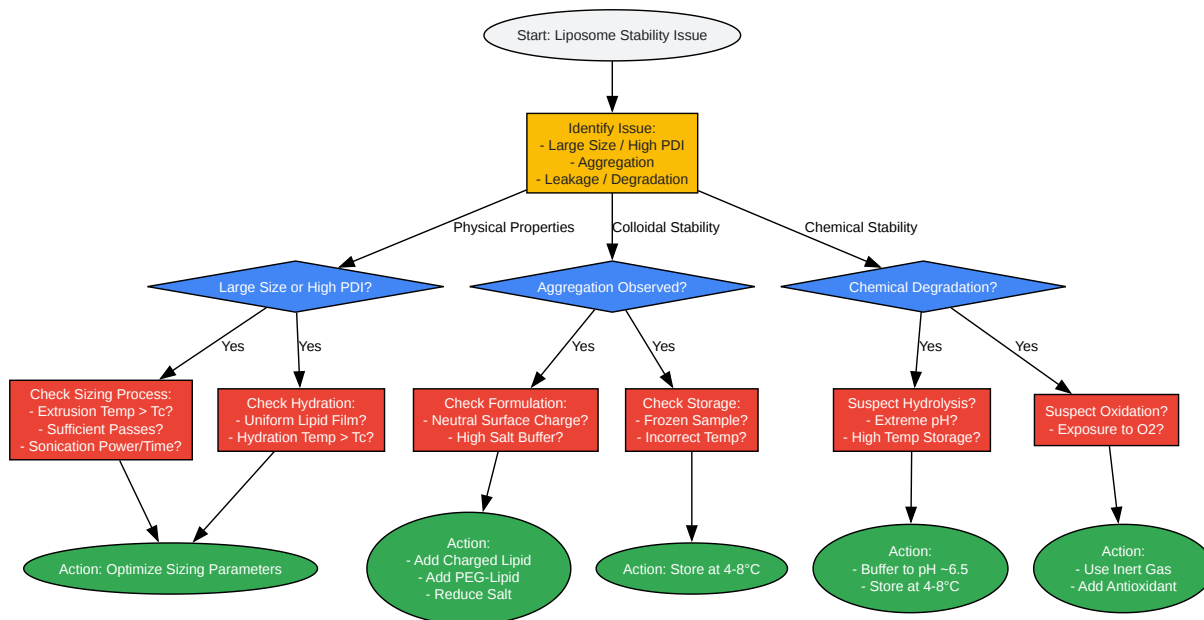 Start: Liposome Stability Issue
Identify Issue:
- Large Size / High PDI
- Aggregation
- Leakage / Degradation
Physical Properties
Colloidal Stability
Chemical Stability
Large Size or High PDI?
Aggregation Observed?
Chemical Degradation?
Yes
Yes
Yes
Yes
Yes
Yes
Check Sizing Process:
- Extrusion Temp > Tc?
- Sufficient Passes?
- Sonication Power/Time?
Check Hydration:
- Uniform Lipid Film?
- Hydration Temp > Tc?
Check Formulation:
- Neutral Surface Charge?
- High Salt Buffer?
Check Storage:
- Frozen Sample?
- Incorrect Temp?
Suspect Hydrolysis?
- Extreme pH?
- High Temp Storage?
Suspect Oxidation?
- Exposure to O2?
Action: Optimize Sizing Parameters
Action:
- Add Charged Lipid
- Add PEG-Lipid
- Reduce Salt
Action: Store at 4-8°C
Action:
- Buffer to pH ~6.5
- Store at 4-8°C
Action:
- Use Inert Gas
- Add Antioxidant